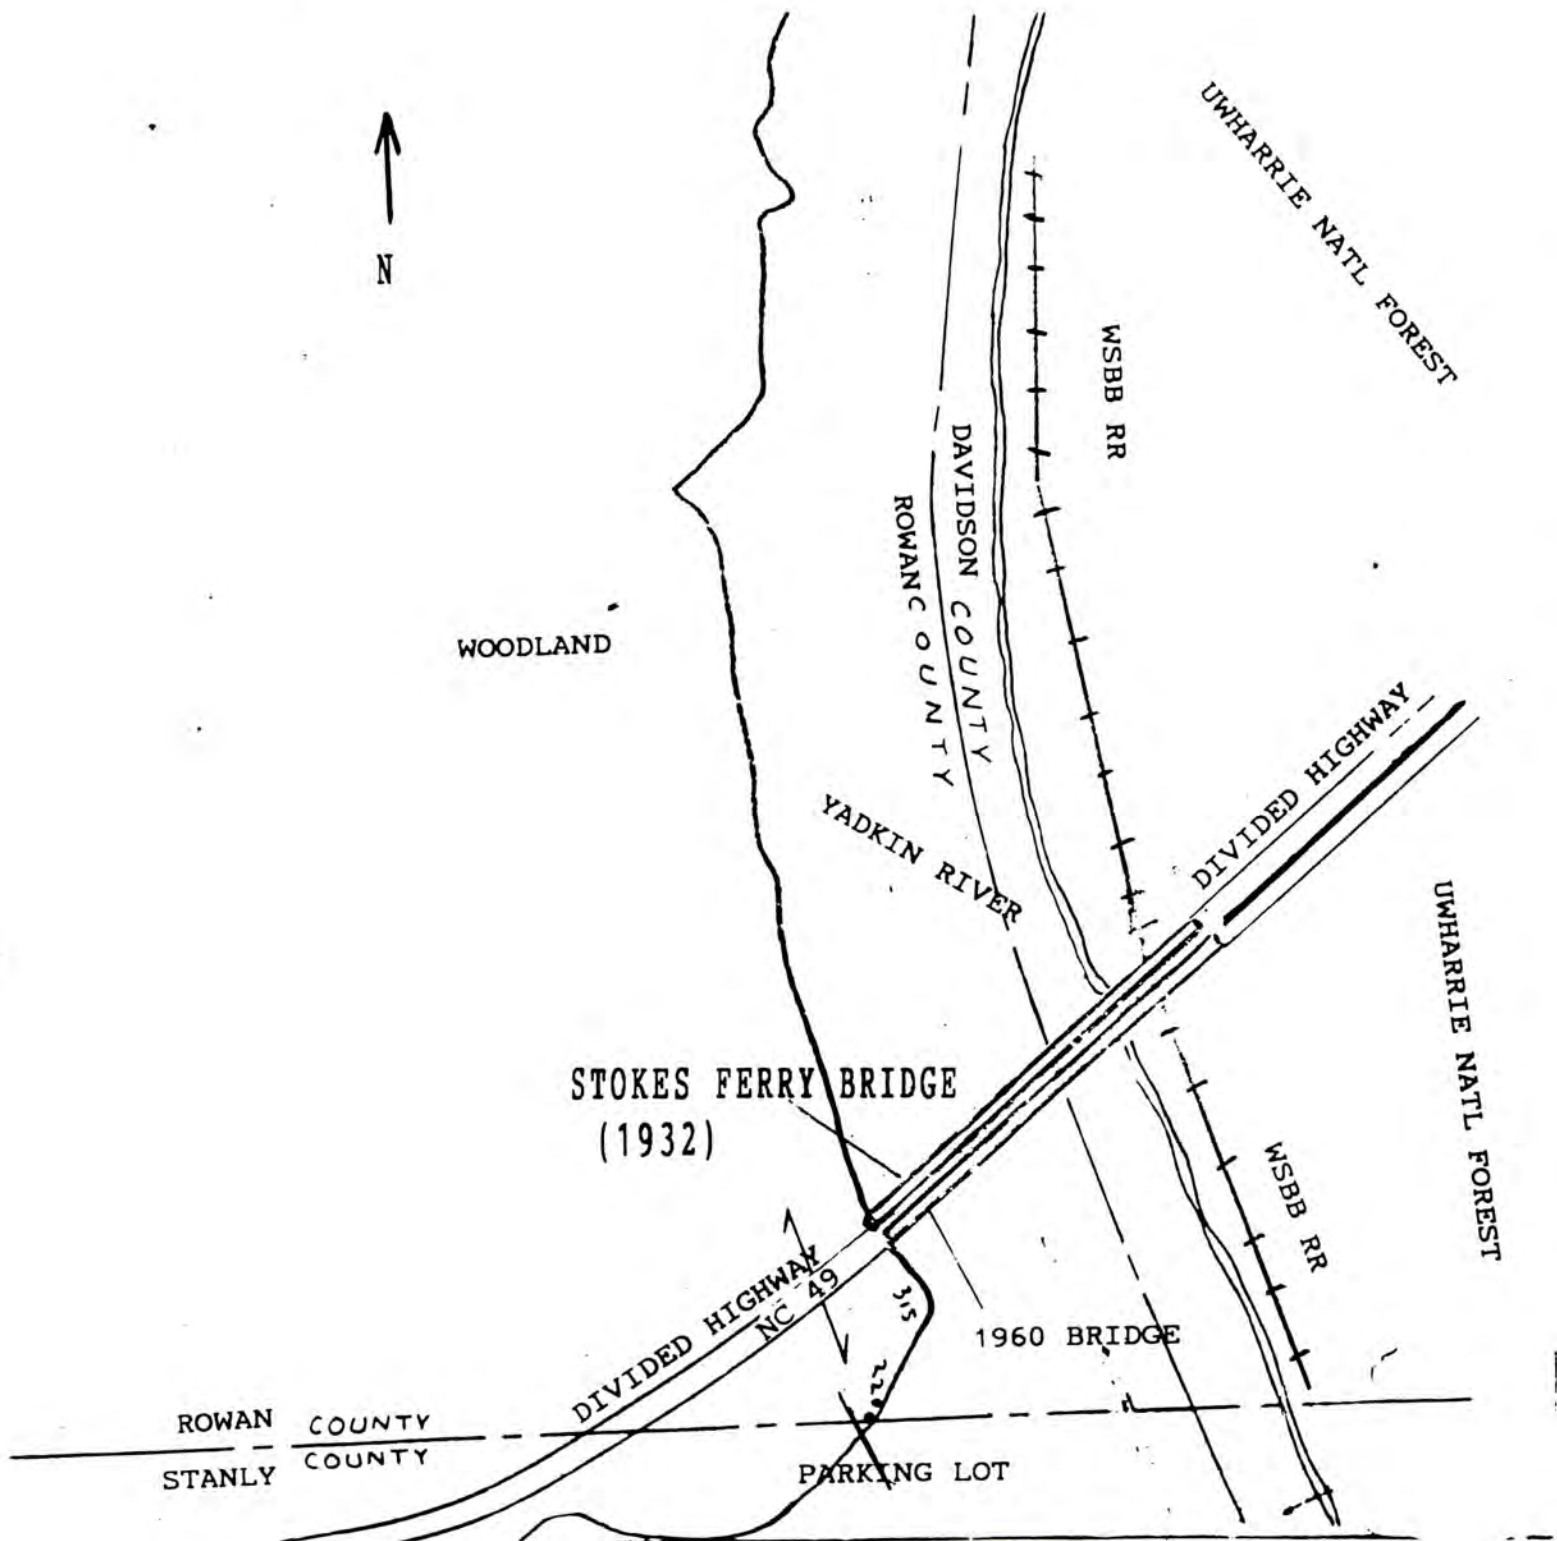 UWHARRIE NATL FOREST
N
WSBB RR
DAVIDSON COUNTY
ROWAN COUNTY
WOODLAND
DIVIDED HIGHWAY
YADKIN RIVER
UWHARRIE NATL FOREST
STOKES FERRY BRIDGE
(1932)
WSBB RR
DIVIDED HIGHWAY
NC 49
315
1960 BRIDGE
22
ROWAN COUNTY
STANLY COUNTY
PARKING LOT